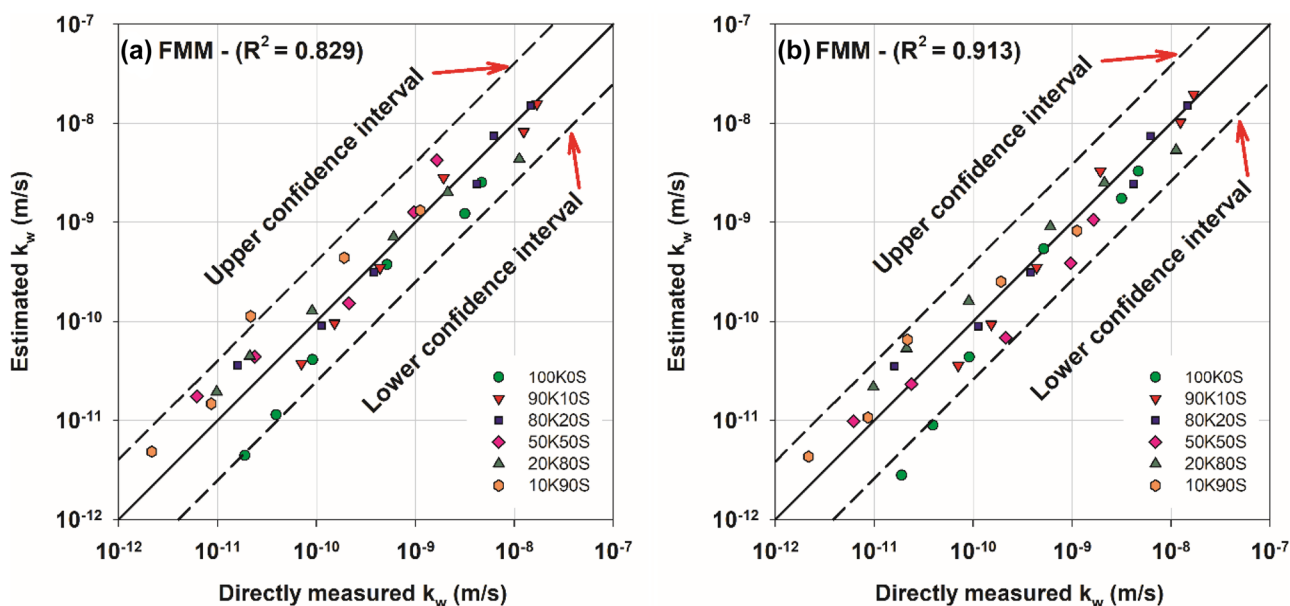 (a) FMM - (R² = 0.829)
Upper confidence interval
Lower confidence interval
100K0S
90K10S
80K20S
50K50S
20K80S
10K90S
10⁻⁷
10⁻⁸
10⁻⁹
10⁻¹⁰
10⁻¹¹
10⁻¹²
Estimated k_w (m/s)
10⁻¹² 10⁻¹¹ 10⁻¹⁰ 10⁻⁹ 10⁻⁸ 10⁻⁷
Directly measured k_w (m/s)
(b) FMM - (R² = 0.913)
Upper confidence interval
Lower confidence interval
100K0S
90K10S
80K20S
50K50S
20K80S
10K90S
10⁻⁷
10⁻⁸
10⁻⁹
10⁻¹⁰
10⁻¹¹
10⁻¹²
Estimated k_w (m/s)
10⁻¹² 10⁻¹¹ 10⁻¹⁰ 10⁻⁹ 10⁻⁸ 10⁻⁷
Directly measured k_w (m/s)